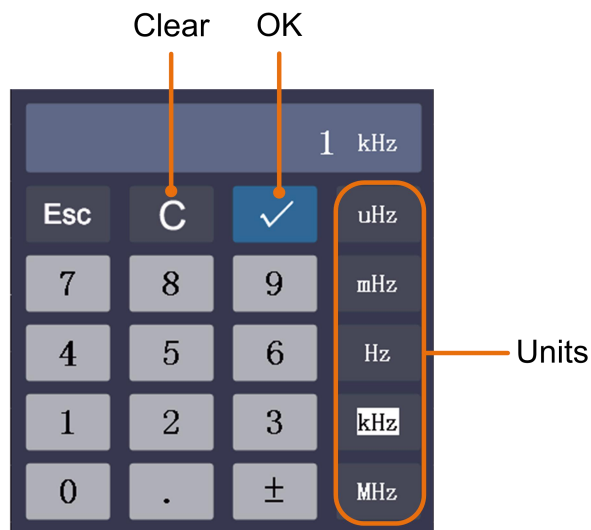 Clear OK
1 kHz
Esc C ✓ uHz
7 8 9 mHz
4 5 6 Hz
Units
1 2 3 kHz
0 . ± MHz